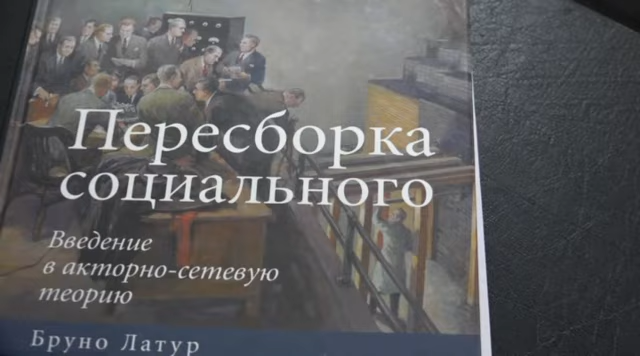 Пересборка
социального
Введение
в акторно-сетевую
теорию
Бруно Латур